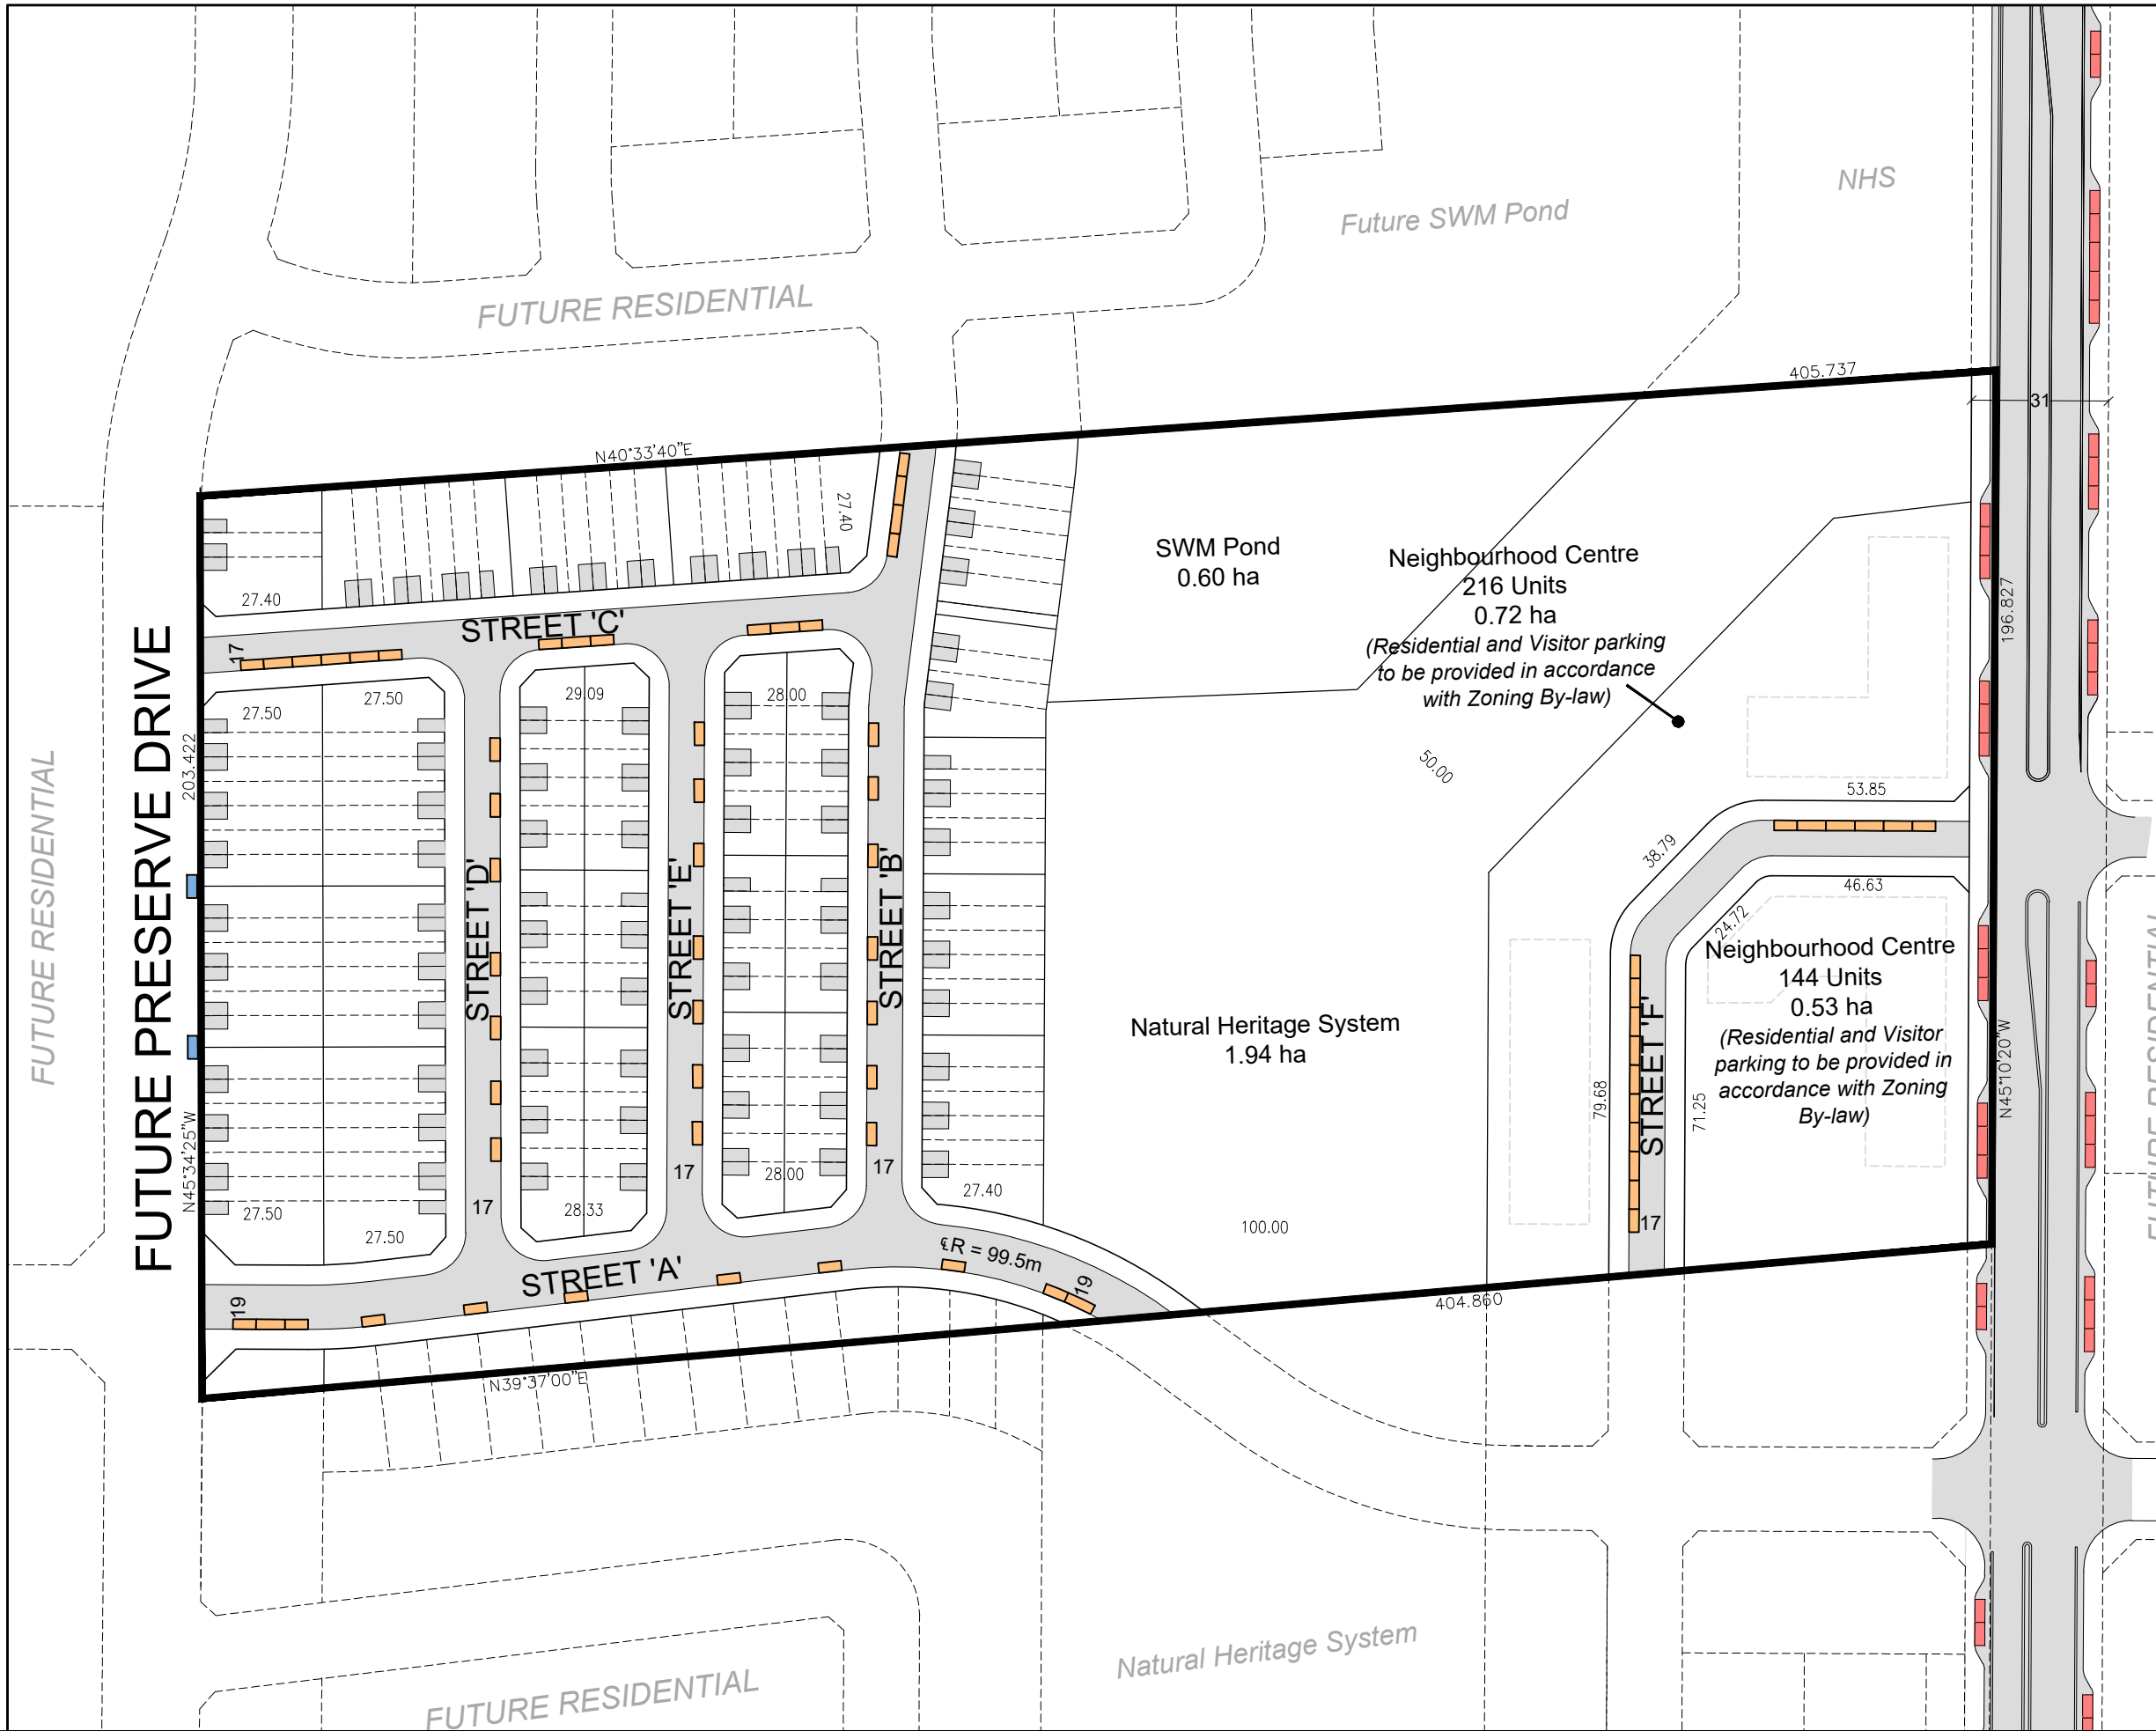 NHS
Future SWM Pond
FUTURE RESIDENTIAL
405.737
31
N40°33'40"E
27.40
SWM Pond
0.60 ha
Neighbourhood Centre
216 Units
0.72 ha
(Residential and Visitor parking
to be provided in accordance
with Zoning By-law)
196.827
27.40
STREET 'C'
17
27.50
27.50
29.09
28.00
203.422
FUTURE PRESERVE DRIVE
FUTURE RESIDENTIAL
50.00
53.85
38.79
46.63
24.72
STREET 'D'
STREET 'E'
STREET 'B'
Neighbourhood Centre
144 Units
0.53 ha
(Residential and Visitor
parking to be provided in
accordance with Zoning
By-law)
Natural Heritage System
1.94 ha
STREET 'F'
79.68
71.25
N45°10'20"W
FUTURE RESIDENTIAL
N45°34'25"W
17
17
17
27.50
27.50
28.33
28.00
27.40
100.00
17
STREET 'A'
℄R = 99.5m
19
19
404.860
N39°37'00"E
Natural Heritage System
FUTURE RESIDENTIAL